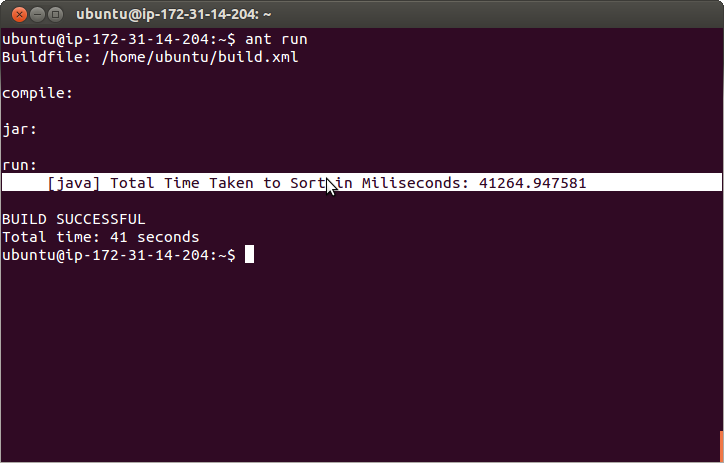 ubuntu@ip-172-31-14-204: ~
ubuntu@ip-172-31-14-204:~$ ant run
Buildfile: /home/ubuntu/build.xml
compile:
jar:
run:
[java] Total Time Taken to Sort in Miliseconds: 41264.947581
BUILD SUCCESSFUL
Total time: 41 seconds
ubuntu@ip-172-31-14-204:~$